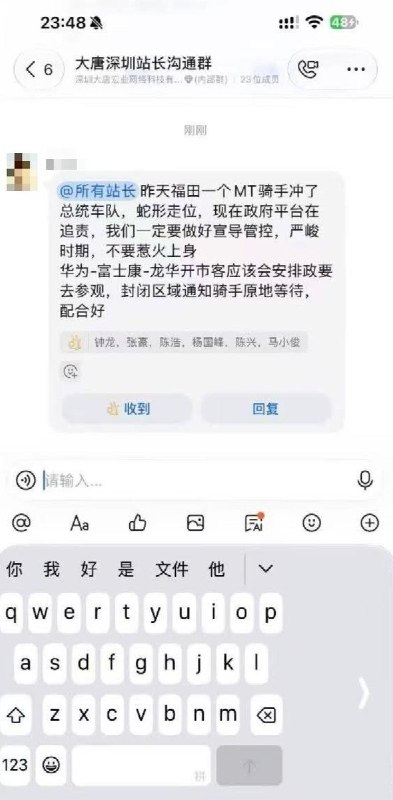 23:48
48
6
大唐深圳站长沟通群
深圳大唐宏业网络科技有...(内部群) | 23位成员
刚刚
@所有站长 昨天福田一个MT骑手冲了
总统车队，蛇形走位，现在政府平台在
追责，我们一定要做好宣导管控，严峻
时期，不要惹火上身
华为-富士康-龙华开市客应该会安排政要
去参观，封闭区域通知骑手原地等待，
配合好
钟龙，张豪，陈浩，杨国峰，陈兴，马小俊
收到
回复
请输入...
@ Aa AI
你 我 好 是 文件 他
q w e r t y u i o p
a s d f g h j k l
z x c v b n m
123 拼